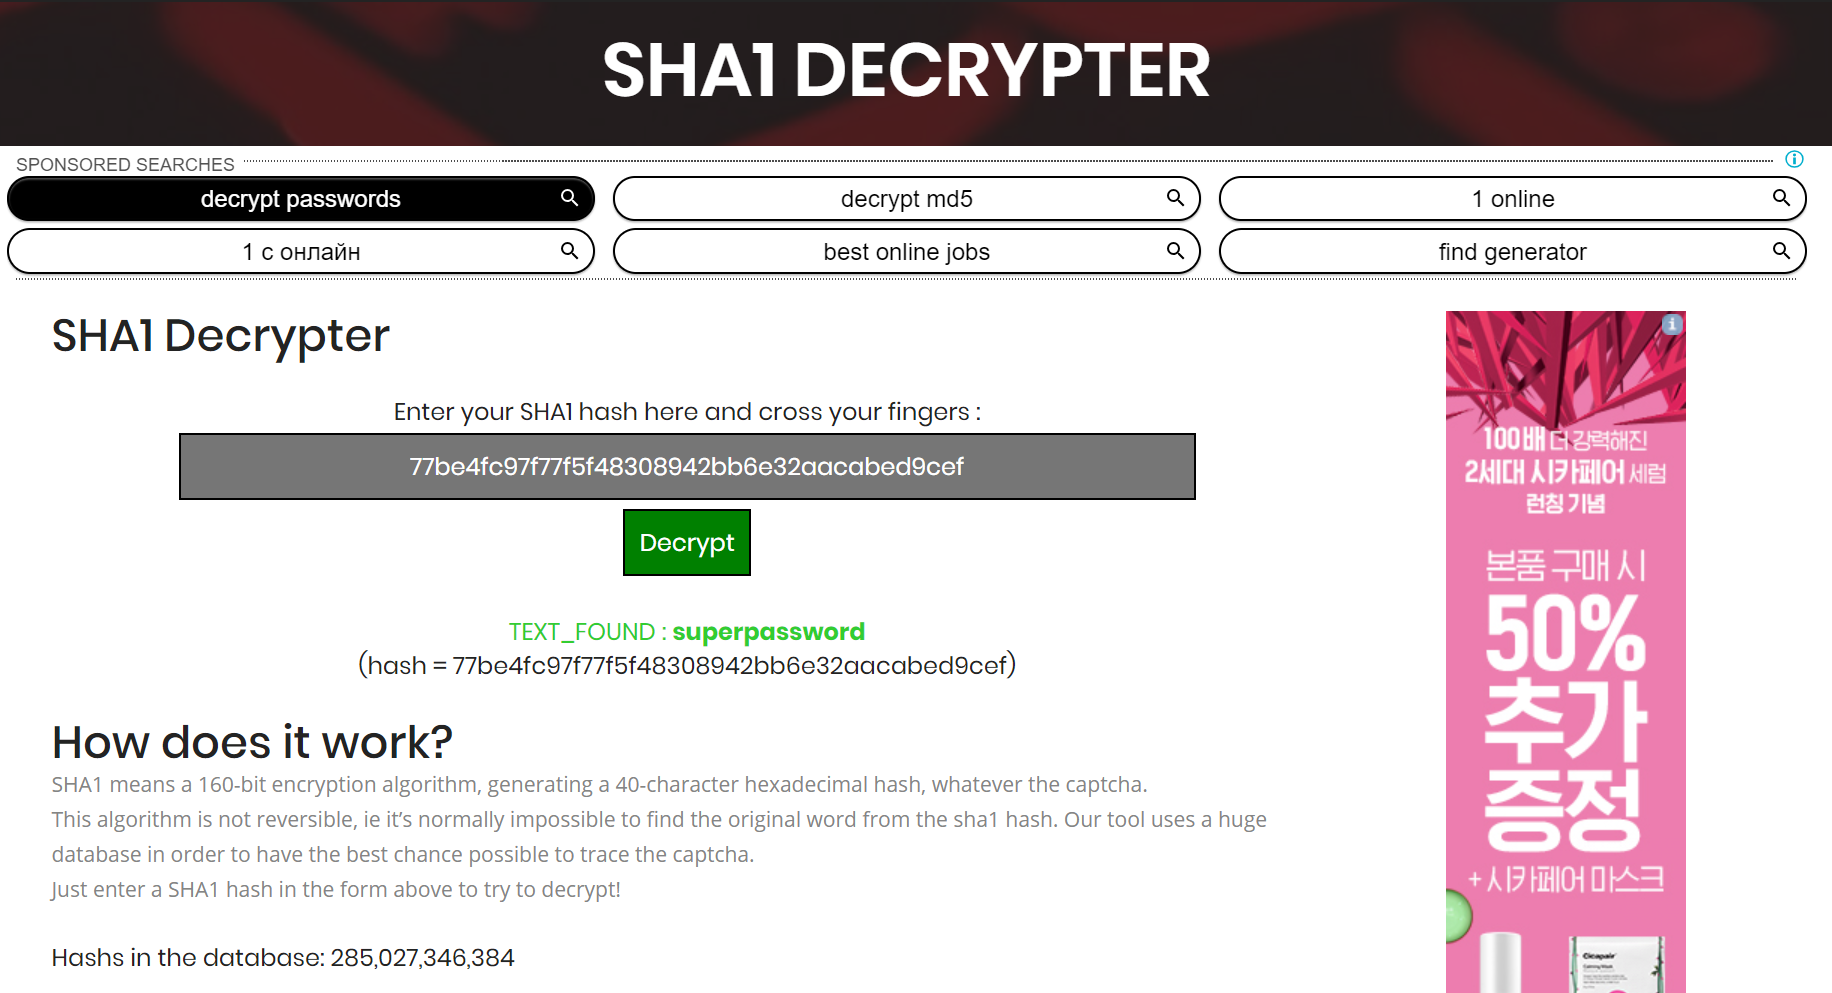 SHA1 DECRYPTER
SPONSORED SEARCHES
decrypt passwords
decrypt md5
1 online
1 с онлайн
best online jobs
find generator
SHA1 Decrypter
Enter your SHA1 hash here and cross your fingers :
77be4fc97f77f5f48308942bb6e32aacabed9cef
Decrypt
TEXT_FOUND : superpassword
(hash = 77be4fc97f77f5f48308942bb6e32aacabed9cef)
How does it work?
SHA1 means a 160-bit encryption algorithm, generating a 40-character hexadecimal hash, whatever the captcha.
This algorithm is not reversible, ie it’s normally impossible to find the original word from the sha1 hash. Our tool uses a huge
database in order to have the best chance possible to trace the captcha.
Just enter a SHA1 hash in the form above to try to decrypt!
Hashs in the database: 285,027,346,384
100배 더 강력해진
2세대 시카페어 세럼
런칭 기념
본품 구매 시
50%
추가
증정
+ 시카페어 마스크
Cicapair